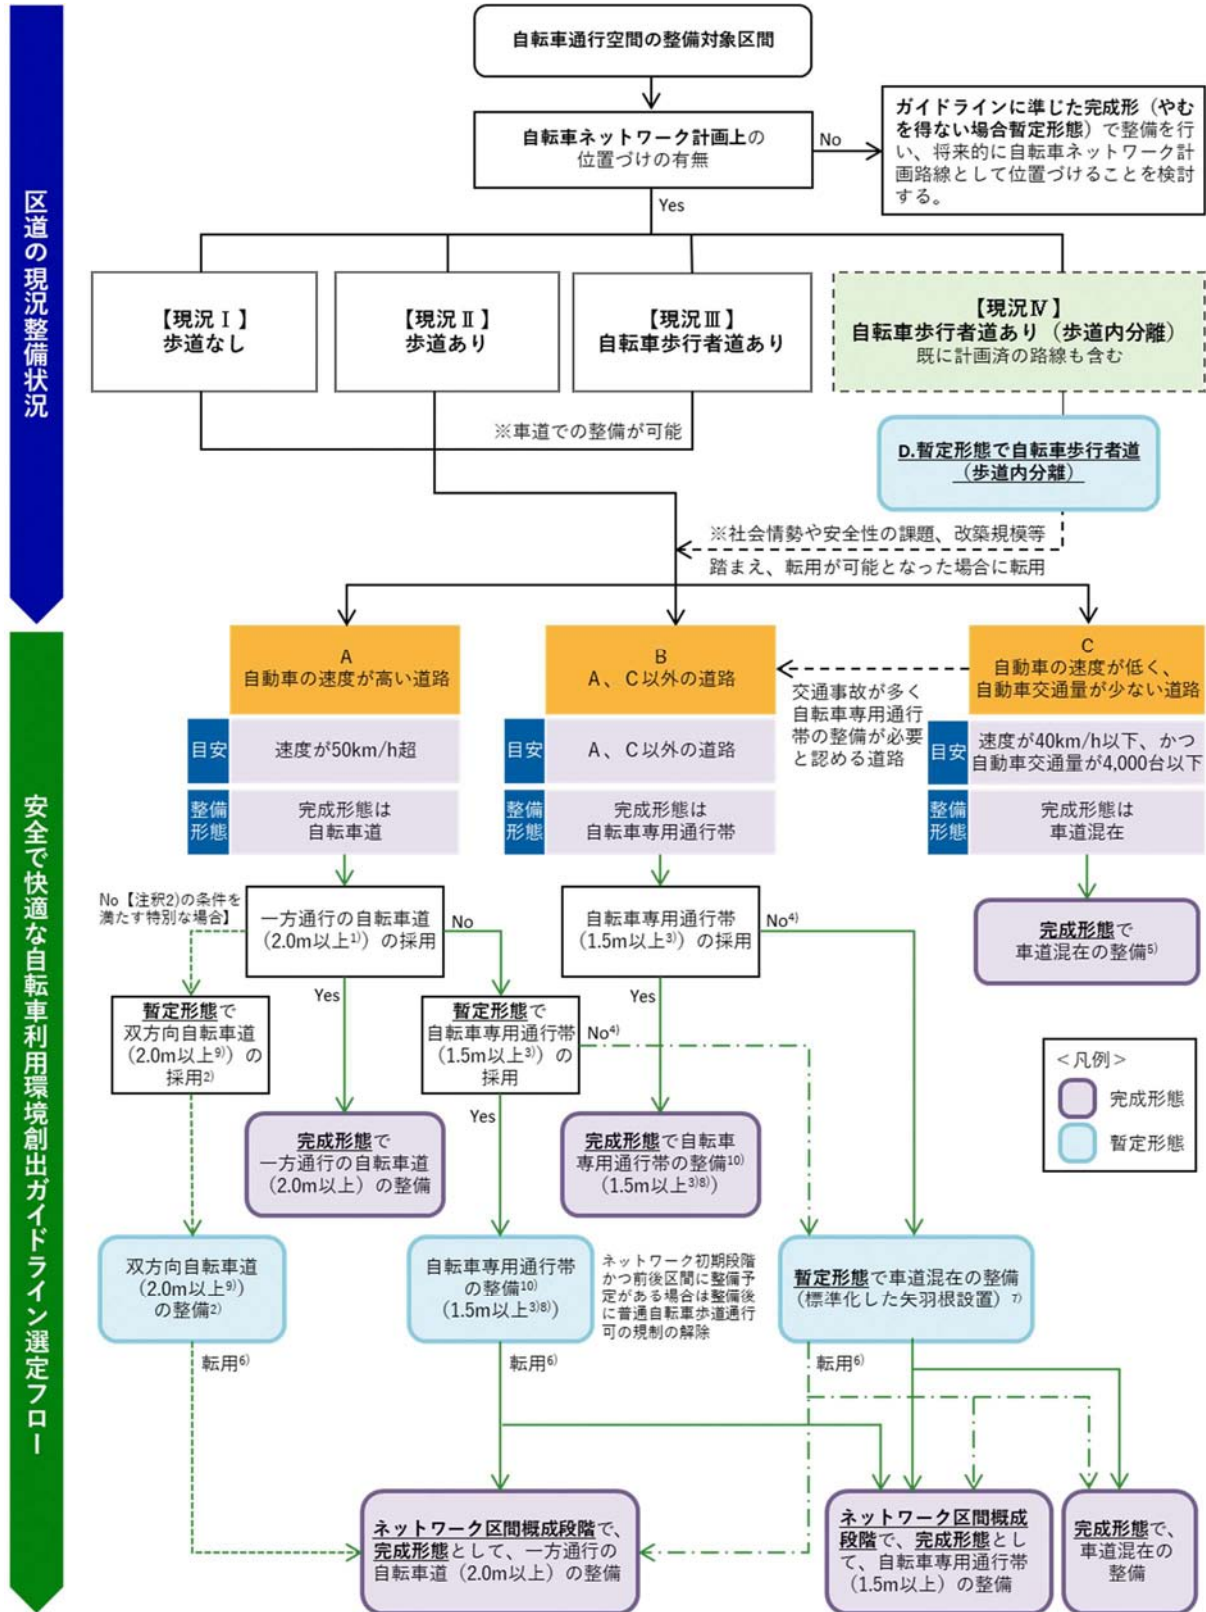 自転車通行空間の整備対象区間
自転車ネットワーク計画上の
位置づけの有無
No
ガイドラインに準じた完成形（やむ
を得ない場合暫定形態）で整備を行
い、将来的に自転車ネットワーク計
画路線として位置づけることを検討
する。
Yes
区道の現況整備状況
【現況Ⅰ】
歩道なし
【現況Ⅱ】
歩道あり
【現況Ⅲ】
自転車歩行者道あり
【現況Ⅳ】
自転車歩行者道あり（歩道内分離）
既に計画済の路線も含む
※車道での整備が可能
D.暫定形態で自転車歩行者道
（歩道内分離）
※社会情勢や安全性の課題、改築規模等
踏まえ、転用が可能となった場合に転用
安全で快適な自転車利用環境創出ガイドライン選定フロー
A
自動車の速度が高い道路
目安
速度が50km/h超
整備
形態
完成形態は
自転車道
B
A、C以外の道路
目安
A、C以外の道路
整備
形態
完成形態は
自転車専用通行帯
交通事故が多く
自転車専用通行
帯の整備が必要
と認める道路
C
自動車の速度が低く、
自動車交通量が少ない道路
目安
速度が40km/h以下、かつ
自動車交通量が4,000台以下
整備
形態
完成形態は
車道混在
No【注釈2)の条件を
満たす特別な場合】
一方通行の自転車道
（2.0m以上1)）の採用
No
自転車専用通行帯
（1.5m以上3)）の採用
No4)
完成形態で
車道混在の整備5)
Yes
Yes
暫定形態で
双方向自転車道
（2.0m以上9)）の
採用2)
暫定形態で
自転車専用通行帯
（1.5m以上3)）の
採用
No4)
Yes
＜凡例＞
完成形態
暫定形態
完成形態で
一方通行の自転車道
（2.0m以上）の整備
完成形態で自転車
専用通行帯の整備10)
（1.5m以上3)8)）
双方向自転車道
（2.0m以上9)）
の整備2)
自転車専用通行帯
の整備10)
（1.5m以上3)8)）
ネットワーク初期段階
かつ前後区間に整備予
定がある場合は整備後
に普通自転車歩道通行
可の規制の解除
暫定形態で車道混在の整備
（標準化した矢羽根設置）7)
転用6)
転用6)
転用6)
ネットワーク区間概成段階で、
完成形態として、一方通行の
自転車道（2.0m以上）の整備
ネットワーク区間概成
段階で、完成形態とし
て、自転車専用通行帯
（1.5m以上）の整備
完成形態で、
車道混在の
整備